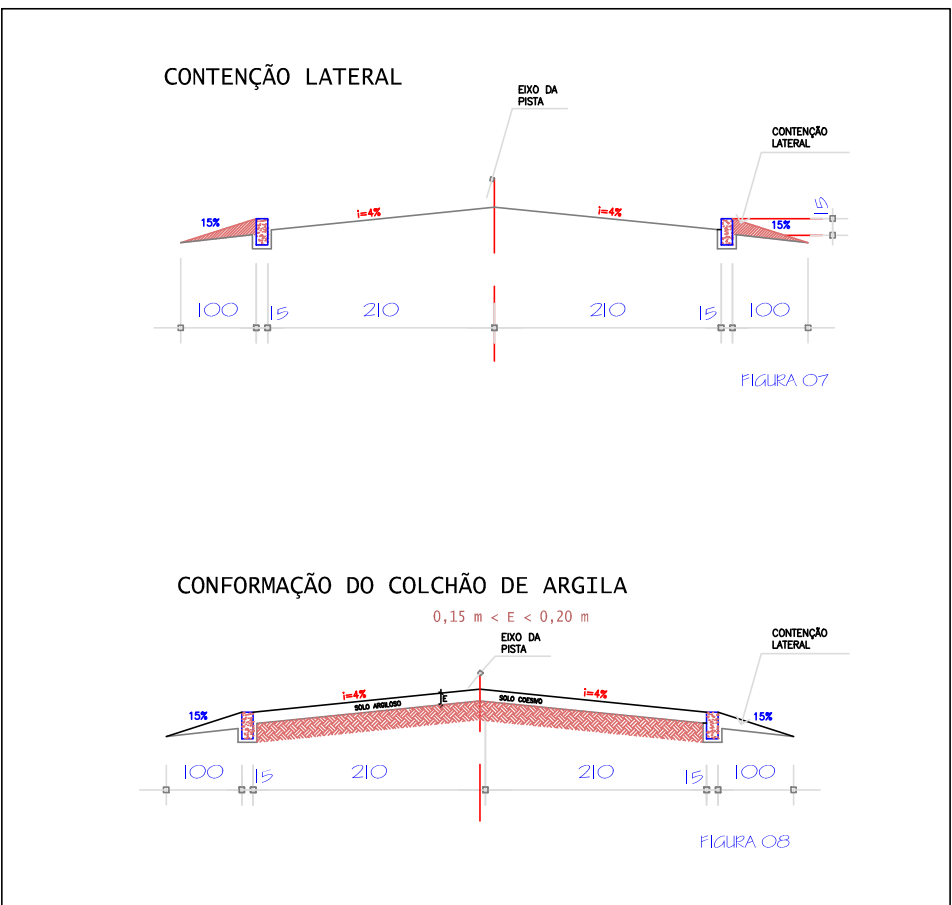 CONTENÇÃO LATERAL
EIXO DA
PISTA
CONTENÇÃO
LATERAL
15%
i=4%
i=4%
15%
15
100
15
210
210
15
100
FIGURA 07
CONFORMAÇÃO DO COLCHÃO DE ARGILA
0,15 m < E < 0,20 m
EIXO DA
PISTA
CONTENÇÃO
LATERAL
15%
i=4%
SOLO ARGILOSO
E
SOLO COESIVO
i=4%
15%
100
15
210
210
15
100
FIGURA 08